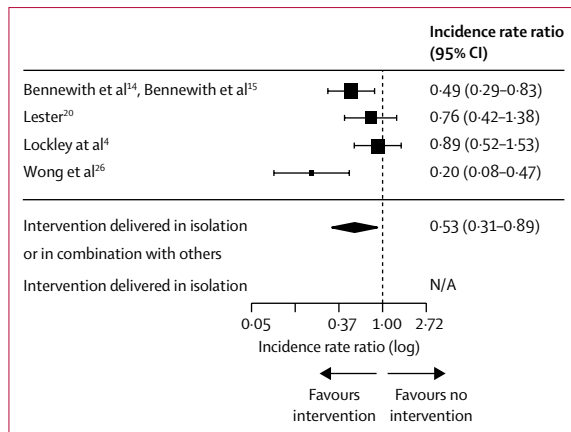 Incidence rate ratio
(95% CI)
Bennewith et al¹⁴, Bennewith et al¹⁵ 0·49 (0·29–0·83)
Lester²⁰ 0·76 (0·42–1·38)
Lockley at al⁴ 0·89 (0·52–1·53)
Wong et al²⁶ 0·20 (0·08–0·47)
Intervention delivered in isolation 0·53 (0·31–0·89)
or in combination with others
Intervention delivered in isolation N/A
0·05 0·37 1·00 2·72
Incidence rate ratio (log)
Favours Favours no
intervention intervention